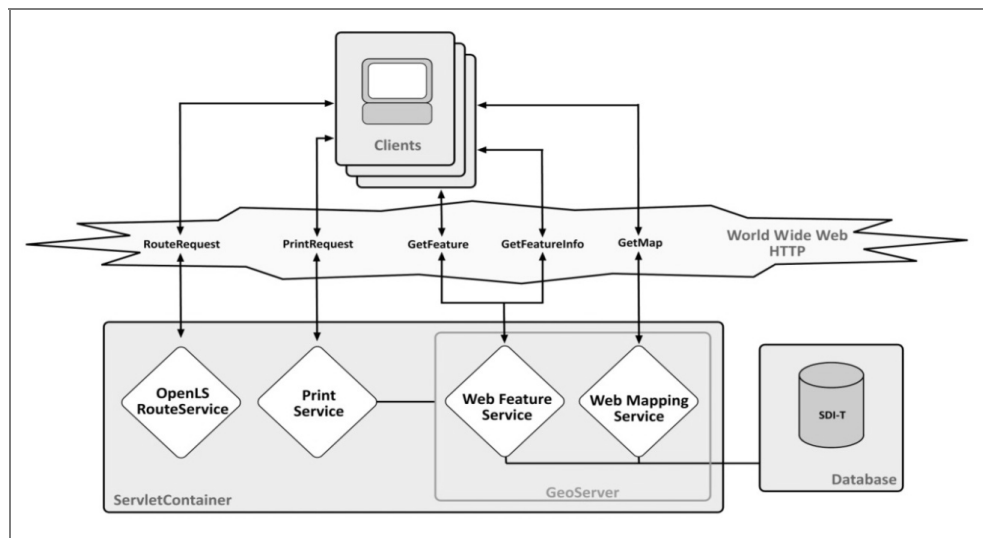 Clients
RouteRequest
PrintRequest
GetFeature
GetFeatureInfo
GetMap
World Wide Web
HTTP
OpenLS
RouteService
Print
Service
Web Feature
Service
Web Mapping
Service
SDI-T
ServletContainer
GeoServer
Database